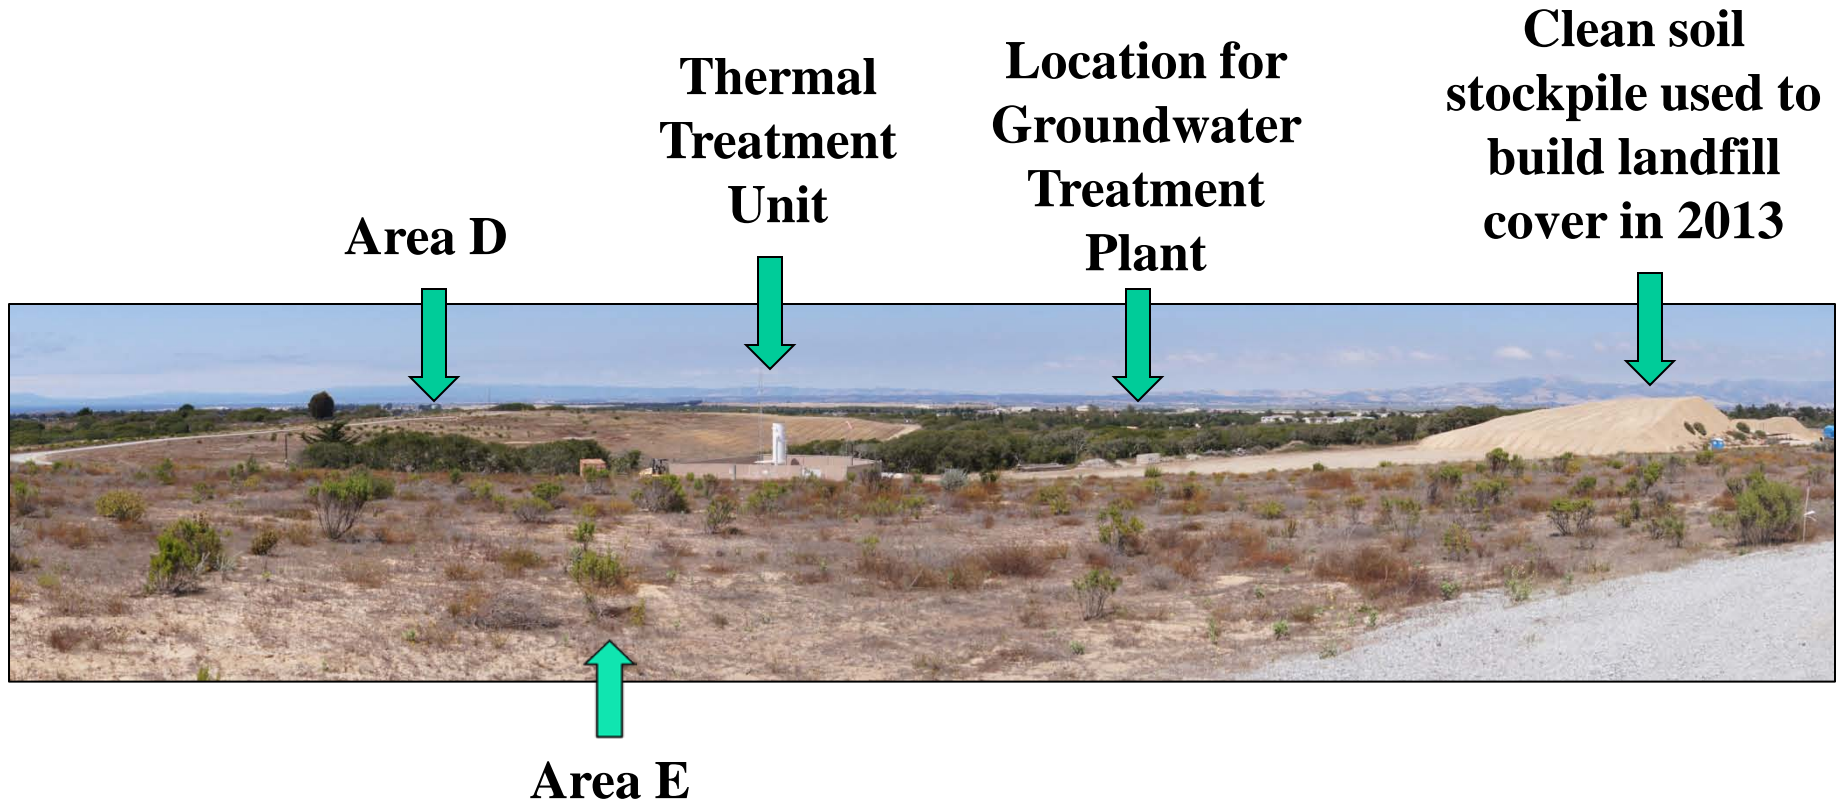 Area D
Thermal
Treatment
Unit
Location for
Groundwater
Treatment
Plant
Clean soil
stockpile used to
build landfill
cover in 2013
Area E